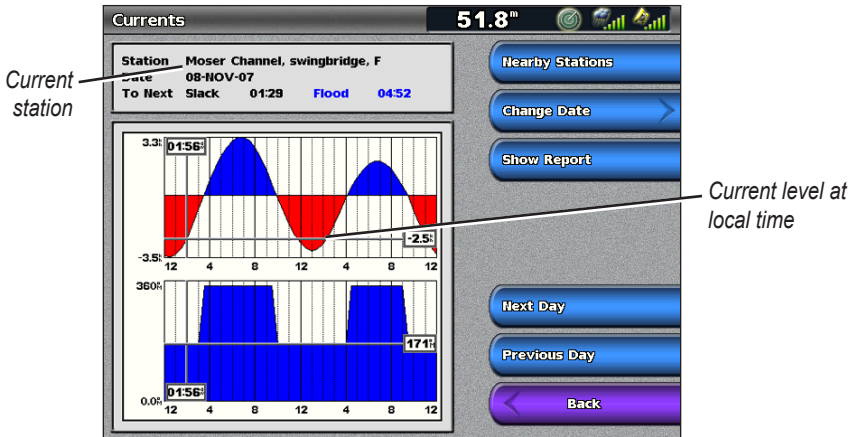 Currents
51.8"
Station Moser Channel, swingbridge, F
Date 08-NOV-07
To Next Slack 01:29 Flood 04:52
Current station
Nearby Stations
Change Date
Show Report
Current level at local time
3.3
01:56
-2.5
-3.5
12 4 8 12 4 8 12
360
171
01:56
0.0
12 4 8 12 4 8 12
Next Day
Previous Day
Back